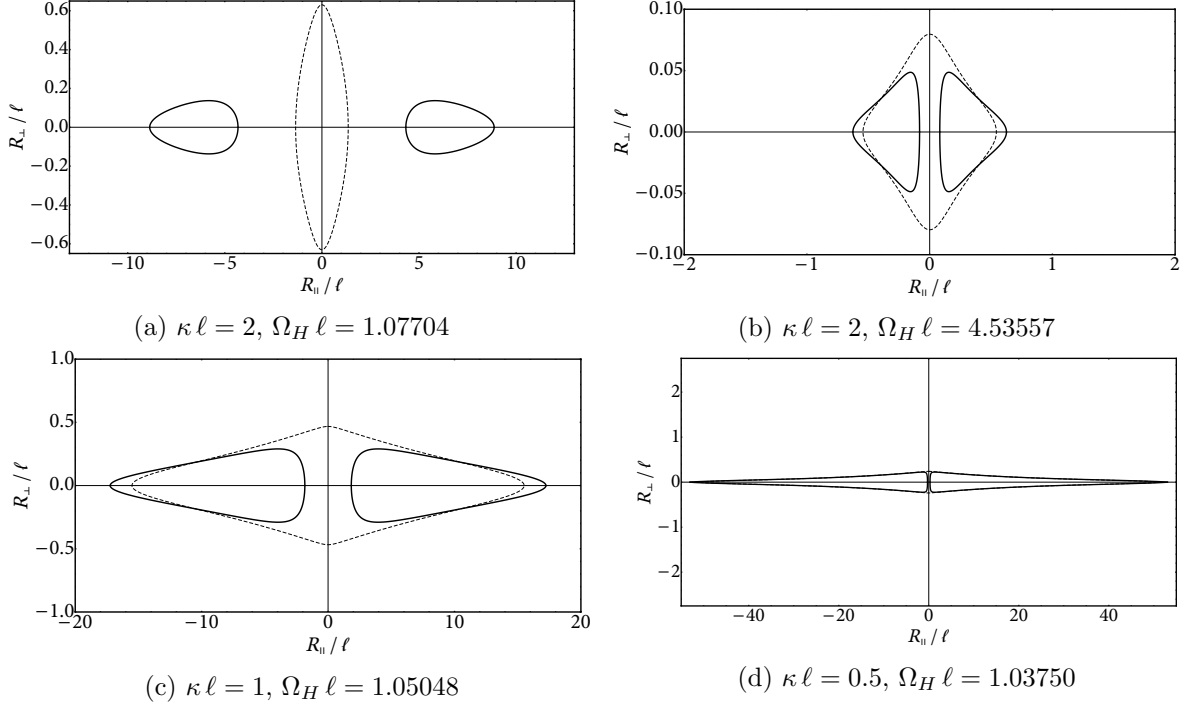 R⊥/ℓ
0.6
0.4
0.2
0.0
−0.2
−0.4
−0.6
−10 −5 0 5 10
R∥/ℓ
(a) κ ℓ = 2, Ω_H ℓ = 1.07704
R⊥/ℓ
0.10
0.05
0.00
−0.05
−0.10
−2 −1 0 1 2
R∥/ℓ
(b) κ ℓ = 2, Ω_H ℓ = 4.53557
R⊥/ℓ
1.0
0.5
0.0
−0.5
−1.0
−20 −10 0 10 20
R∥/ℓ
(c) κ ℓ = 1, Ω_H ℓ = 1.05048
R⊥/ℓ
2
1
0
−1
−2
−40 −20 0 20 40
R∥/ℓ
(d) κ ℓ = 0.5, Ω_H ℓ = 1.03750